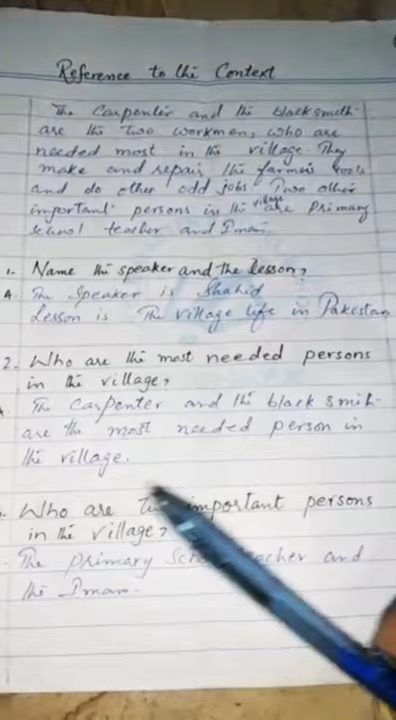 Reference to the Context
The Carpenter and the blacksmith
are the two workmen, who are
needed most in the village. They
make and repair the farmers tools
and do other odd jobs. Two other
important persons in the village are Primary
School teacher and Imam.
1. Name the speaker and the lesson?
A. The Speaker is Shahid
Lesson is The village life in Pakistan
2. Who are the most needed persons
in the village?
The Carpenter and the black smith
are the most needed person in
the village.
Who are two important persons
in the village?
The primary School teacher and
the Imam.